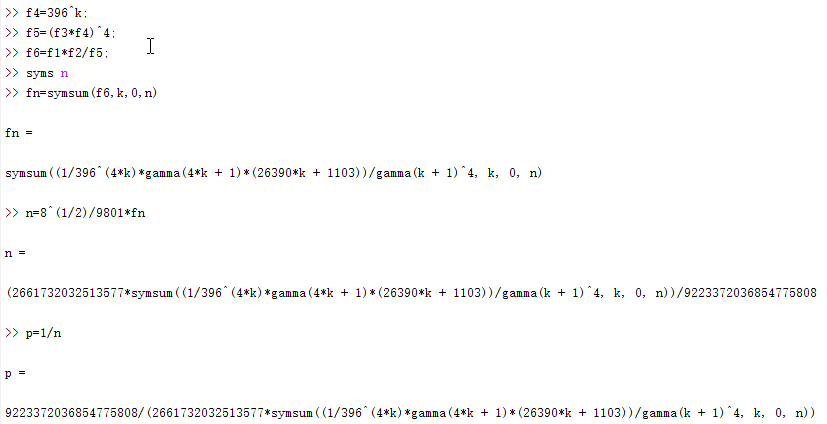 >> f4=396^k;
>> f5=(f3*f4)^4;
>> f6=f1*f2/f5;
>> syms n
>> fn=symsum(f6,k,0,n)
fn =
symsum((1/396^(4*k)*gamma(4*k + 1)*(26390*k + 1103))/gamma(k + 1)^4, k, 0, n)
>> n=8^(1/2)/9801*fn
n =
(2661732032513577*symsum((1/396^(4*k)*gamma(4*k + 1)*(26390*k + 1103))/gamma(k + 1)^4, k, 0, n))/9223372036854775808
>> p=1/n
p =
9223372036854775808/(2661732032513577*symsum((1/396^(4*k)*gamma(4*k + 1)*(26390*k + 1103))/gamma(k + 1)^4, k, 0, n))